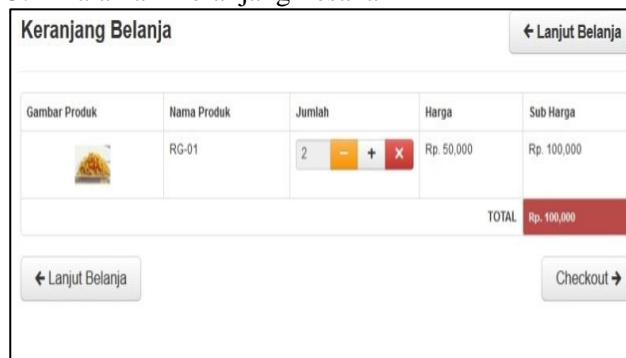 Keranjang Belanja
← Lanjut Belanja
Gambar Produk Nama Produk Jumlah Harga Sub Harga
RG-01 2 − + x Rp. 50,000 Rp. 100,000
TOTAL Rp. 100,000
← Lanjut Belanja
Checkout →